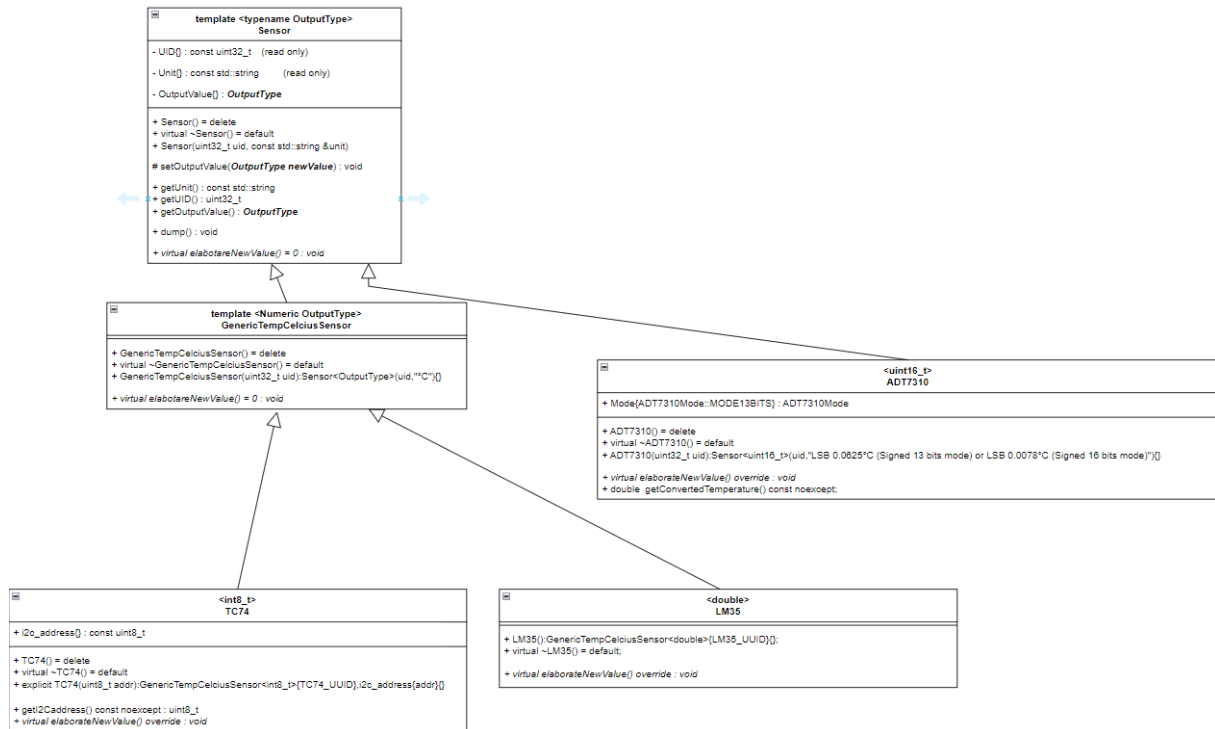 template <typename OutputType>
Sensor
- UID{} : const uint32_t (read only)
- Unit{} : const std::string (read only)
- OutputValue{} : OutputType
+ Sensor() = delete
+ virtual ~Sensor() = default
+ Sensor(uint32_t uid, const std::string &unit)
# setOutputValue(OutputType newValue) : void
+ getUnit() : const std::string
+ getUID() : uint32_t
+ getOutputValue() : OutputType
+ dump() : void
+ virtual elabotareNewValue() = 0 : void
template <Numeric OutputType>
GenericTempCelciusSensor
+ GenericTempCelciusSensor() = delete
+ virtual ~GenericTempCelciusSensor() = default
+ GenericTempCelciusSensor(uint32_t uid):Sensor<OutputType>(uid,"°C"){}
+ virtual elabotareNewValue() = 0 : void
<uint16_t>
ADT7310
+ Mode{ADT7310Mode::MODE13BITS} : ADT7310Mode
+ ADT7310() = delete
+ virtual ~ADT7310() = default
+ ADT7310(uint32_t uid):Sensor<uint16_t>(uid,"LSB 0.0625°C (Signed 13 bits mode) or LSB 0.0078°C (Signed 16 bits mode)"){}
+ virtual elaborateNewValue() override : void
+ double getConvertedTemperature() const noexcept;
<int8_t>
TC74
+ i2c_address{} : const uint8_t
+ TC74() = delete
+ virtual ~TC74() = default
+ explicit TC74(uint8_t addr):GenericTempCelciusSensor<int8_t>{TC74_UUID},i2c_address{addr}{}
+ getI2Caddress() const noexcept : uint8_t
+ virtual elaborateNewValue() override : void
<double>
LM35
+ LM35():GenericTempCelciusSensor<double>{LM35_UUID}{};
+ virtual ~LM35() = default;
+ virtual elaborateNewValue() override : void